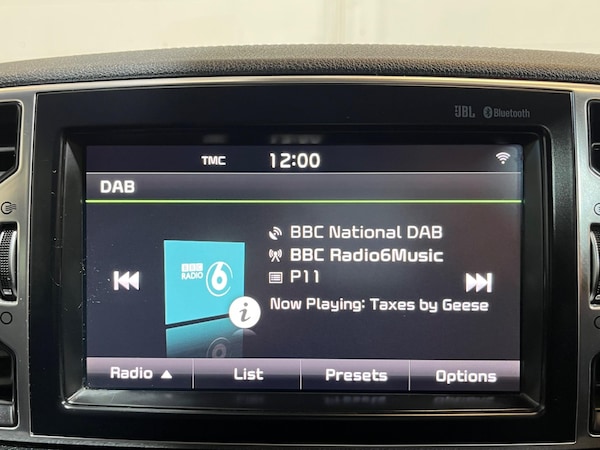 JBL Bluetooth
TMC 12:00
DAB
BBC National DAB
BBC Radio6Music
P11
Now Playing: Taxes by Geese
BBC
RADIO 6
i
Radio ▲ List Presets Options